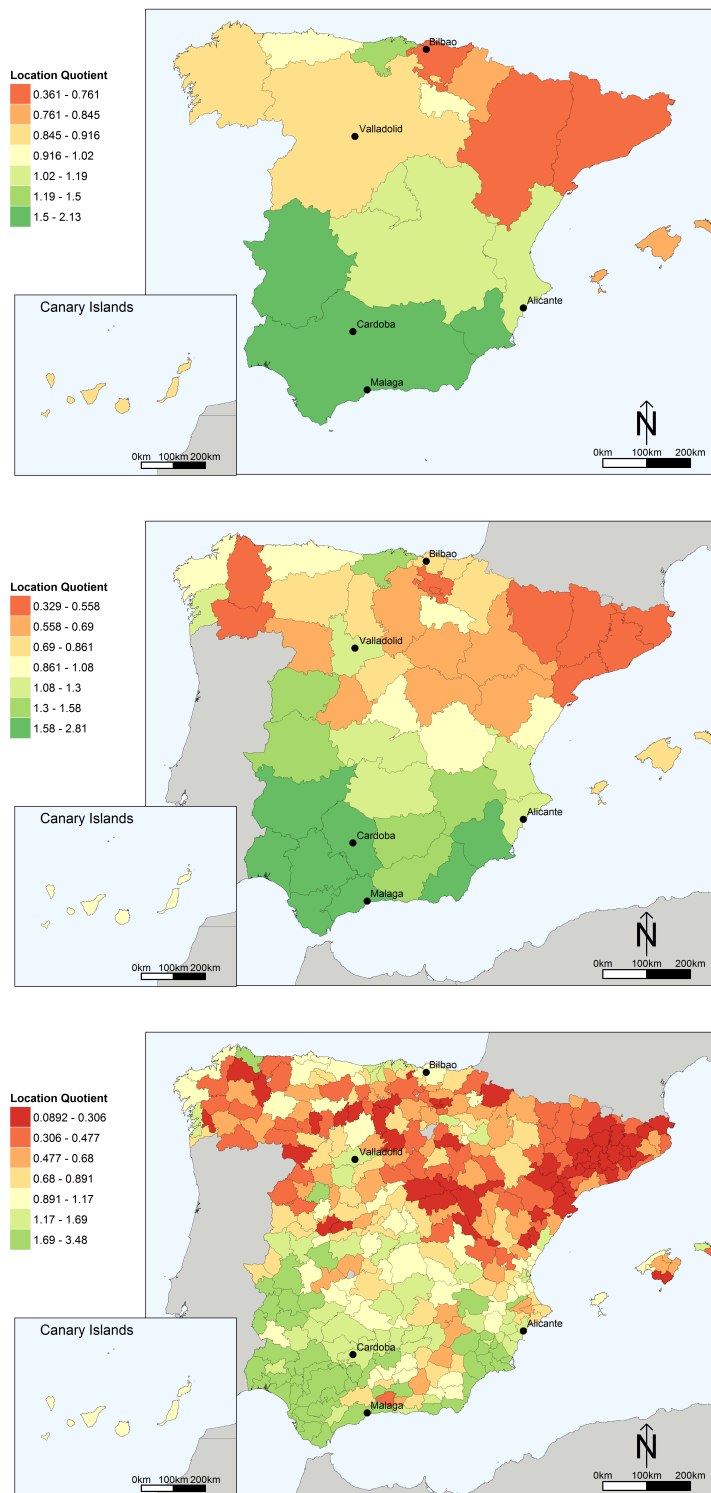 Bilbao
Location Quotient
0.361 - 0.761
0.761 - 0.845
0.845 - 0.916
0.916 - 1.02
1.02 - 1.19
1.19 - 1.5
1.5 - 2.13
Valladolid
Alicante
Canary Islands
Cardoba
Malaga
N
0km 100km 200km
0km 100km 200km
Bilbao
Location Quotient
0.329 - 0.558
0.558 - 0.69
0.69 - 0.861
0.861 - 1.08
1.08 - 1.3
1.3 - 1.58
1.58 - 2.81
Valladolid
Alicante
Canary Islands
Cardoba
Malaga
N
0km 100km 200km
0km 100km 200km
Bilbao
Location Quotient
0.0892 - 0.306
0.306 - 0.477
0.477 - 0.68
0.68 - 0.891
0.891 - 1.17
1.17 - 1.69
1.69 - 3.48
Valladolid
Alicante
Canary Islands
Cardoba
Malaga
N
0km 100km 200km
0km 100km 200km